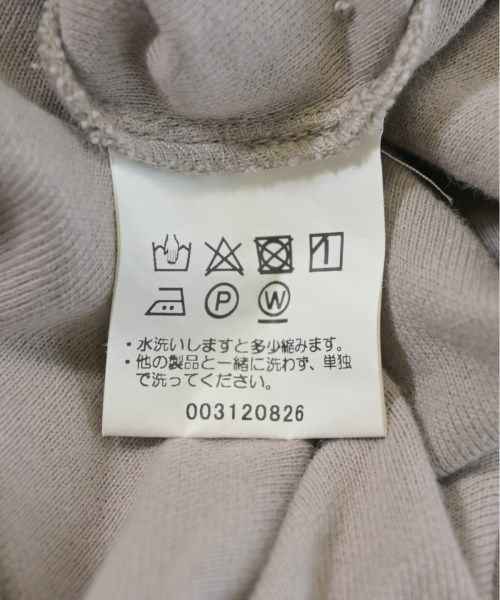 P W
・水洗いしますと多少縮みます。
・他の製品と一緒に洗わず、単独
で洗ってください。
003120826